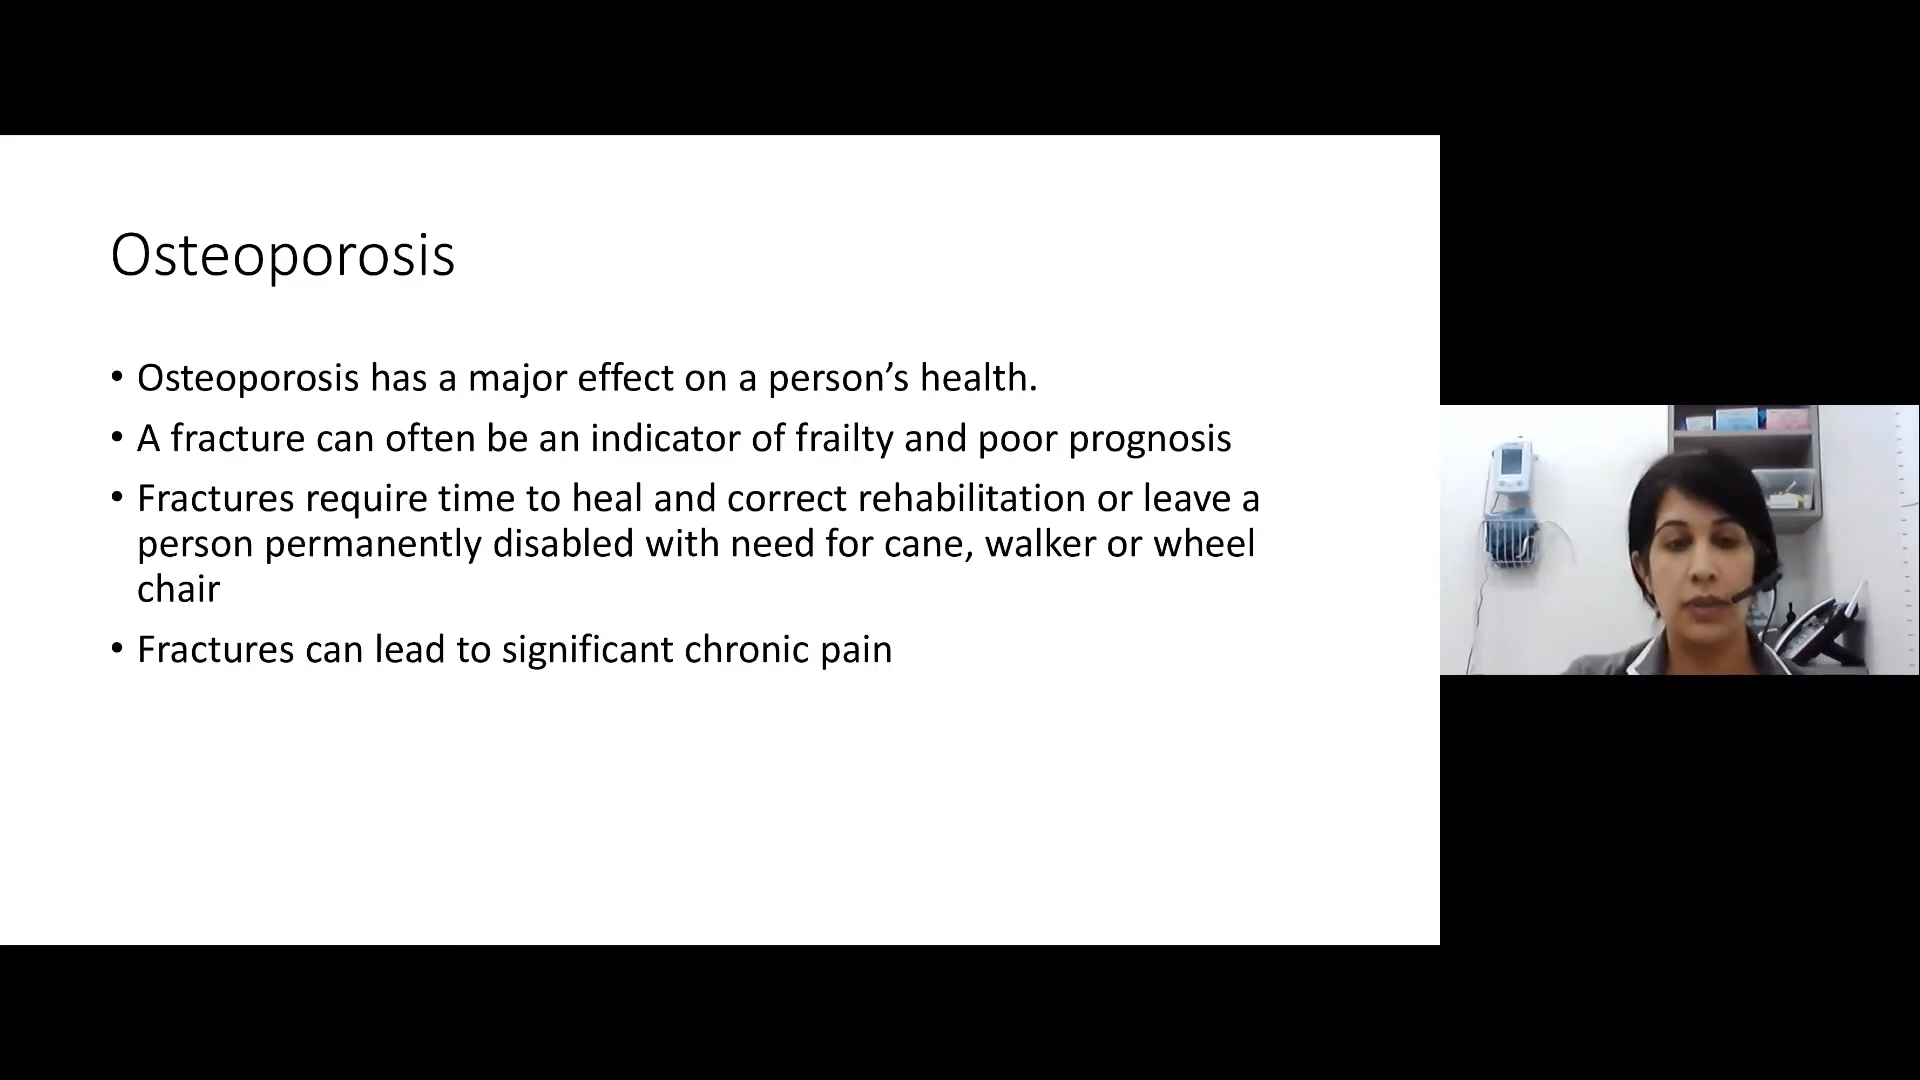 Osteoporosis
• Osteoporosis has a major effect on a person’s health.
• A fracture can often be an indicator of frailty and poor prognosis
• Fractures require time to heal and correct rehabilitation or leave a
person permanently disabled with need for cane, walker or wheel
chair
• Fractures can lead to significant chronic pain